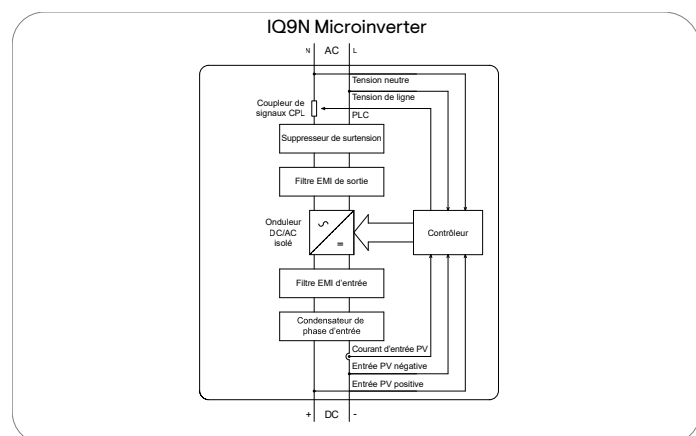 IQ9N Microinverter
N AC L
Tension neutre
Tension de ligne
Coupleur de
signaux CPL
PLC
Suppresseur de surtension
Filtre EMI de sortie
Onduleur
DC/AC
isolé
Contrôleur
Filtre EMI d'entrée
Condensateur de
phase d'entrée
Courant d'entrée PV
Entrée PV négative
Entrée PV positive
+ DC -